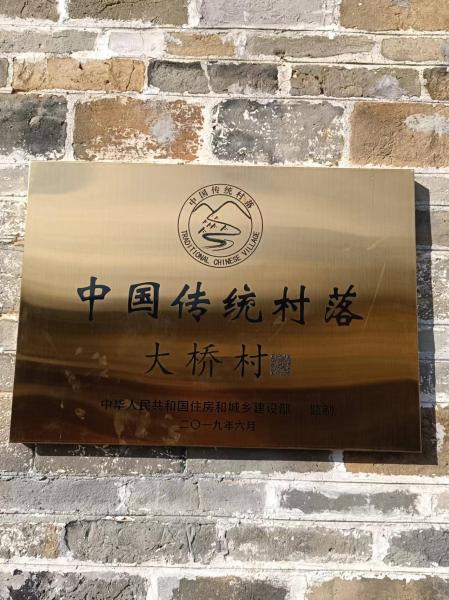 中国传统村落
TRADITIONAL CHINESE VILLAGE
中国传统村落
大桥村
中华人民共和国住房和城乡建设部 监制
二〇一九年六月